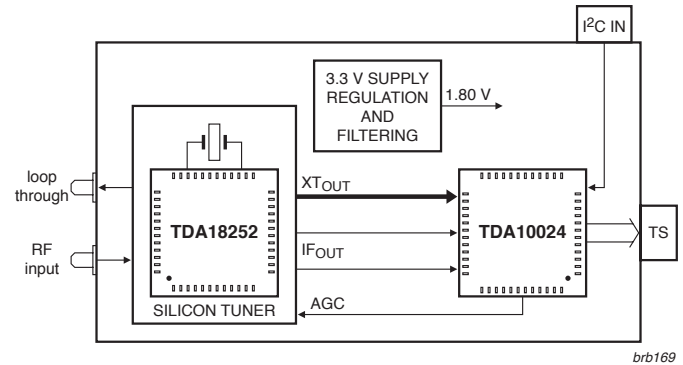 I²C IN
3.3 V SUPPLY
REGULATION
AND
FILTERING
1.80 V
loop
through
XTOUT
TDA18252
TDA10024
TS
RF
input
IFOUT
AGC
SILICON TUNER
brb169